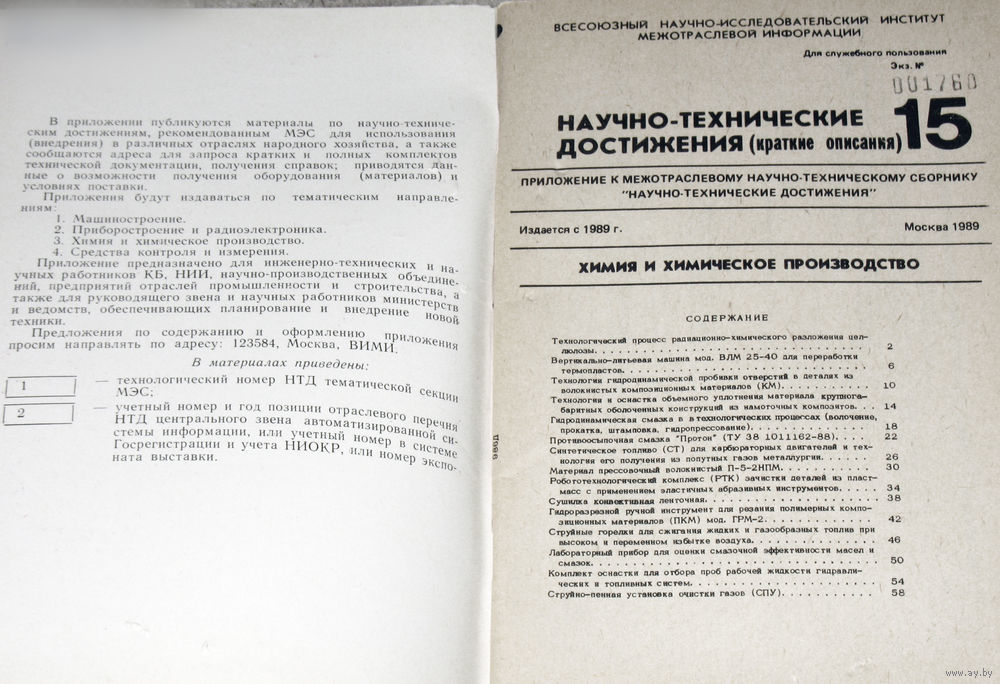 В приложении публикуются материалы по научно-техниче-
ским достижениям, рекомендованным МЭС для использования
(внедрения) в различных отраслях народного хозяйства, а также
сообщаются адреса для запроса кратких и полных комплектов
технической документации, получения справок; приводятся дан-
ные о возможности получения оборудования (материалов) и
условиях поставки.
Приложения будут издаваться по тематическим направле-
ниям:
1. Машиностроение.
2. Приборостроение и радиоэлектроника.
3. Химия и химическое производство.
4. Средства контроля и измерения.
Приложение предназначено для инженерно-технических и на-
учных работников КБ, НИИ, научно-производственных объедине-
ний, предприятий отраслей промышленности и строительства, а
также для руководящего звена и научных работников министерств
и ведомств, обеспечивающих планирование и внедрение новой
техники.
Предложения по содержанию и оформлению приложения
просим направлять по адресу: 123584, Москва, ВИМИ.
В материалах приведены:
1 — технологический номер НТД тематической секции
МЭС;
2 — учетный номер и год позиции отраслевого перечня
НТД центрального звена автоматизированной си-
стемы информации, или учетный номер в системе
Госрегистрации и учета НИОКР, или номер экспо-
ната выставки.
ВСЕСОЮЗНЫЙ НАУЧНО-ИССЛЕДОВАТЕЛЬСКИЙ ИНСТИТУТ
МЕЖОТРАСЛЕВОЙ ИНФОРМАЦИИ
Для служебного пользования
Экз. №
001760
НАУЧНО-ТЕХНИЧЕСКИЕ
ДОСТИЖЕНИЯ (краткие описания) 15
ПРИЛОЖЕНИЕ К МЕЖОТРАСЛЕВОМУ НАУЧНО-ТЕХНИЧЕСКОМУ СБОРНИКУ
"НАУЧНО-ТЕХНИЧЕСКИЕ ДОСТИЖЕНИЯ"
Издается с 1989 г. Москва 1989
ХИМИЯ И ХИМИЧЕСКОЕ ПРОИЗВОДСТВО
СОДЕРЖАНИЕ
Технологический процесс радиационно-химического разложения цел-
люлозы. 2
Вертикально-литьевая машина мод. ВЛМ 25-40 для переработки
термопластов. 6
Технология гидродинамической пробивки отверстий в деталях из
волокнистых композиционных материалов (КМ). 10
Технология и оснастка объемного уплотнения материала крупнога-
баритных оболоченных конструкций из намоточных композитов. 14
Гидродинамическая смазка в в технологических процессах (волочение,
прокатка, штамповка, гидропрессование). 18
Противоосыпочная смазка "Протон" (ТУ 38 1011162-88). 22
Синтетическое топливо (СТ) для карбюраторных двигателей и тех-
нология его получения из попутных газов металлургии. 26
Материал прессовочный волокнистый П-5-2НПМ. 30
Робототехнологический комплекс (РТК) зачистки деталей из пласт-
масс с применением эластичных абразивных инструментов. 34
Сушилка конвективная ленточная. 38
Гидроразрезной ручной инструмент для резания полимерных компо-
зиционных материалов (ПКМ) мод. ГРМ-2. 42
Струйные горелки для сжигания жидких и газообразных топлив при
высоком и переменном избытке воздуха. 46
Лабораторный прибор для оценки смазочной эффективности масел и
смазок. 50
Комплект оснастки для отбора проб рабочей жидкости гидравли-
ческих и топливных систем. 54
Струйно-пенная установка очистки газов (СПУ). 58
www.ay.by